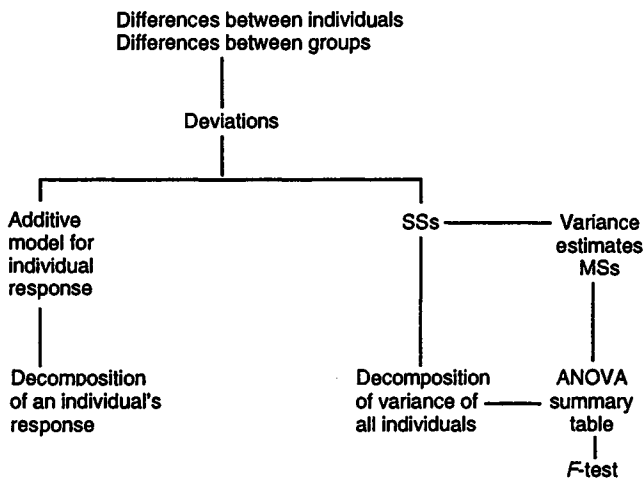 Differences between individuals
Differences between groups
Deviations
Additive
model for
individual
response
SSs
Variance
estimates
MSs
Decomposition
of an individual's
response
Decomposition
of variance of
all individuals
ANOVA
summary
table
F-test